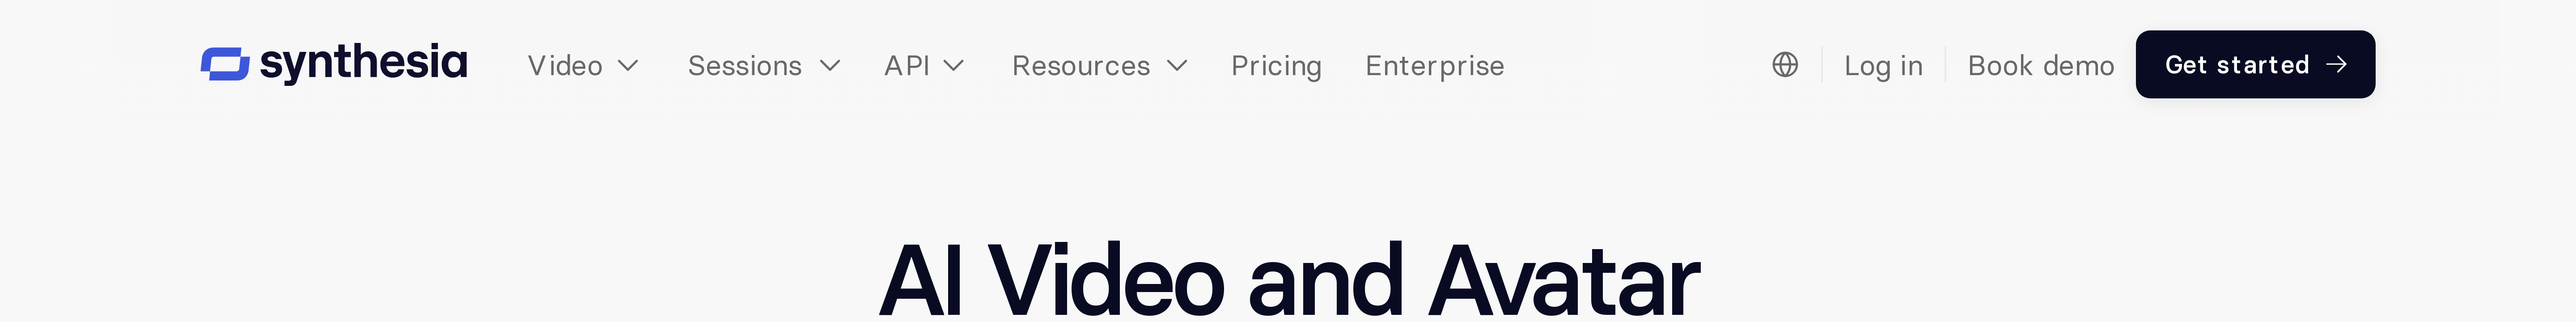 synthesia Video Sessions API Resources Pricing Enterprise Log in Book demo Get started
AI Video and Avatar